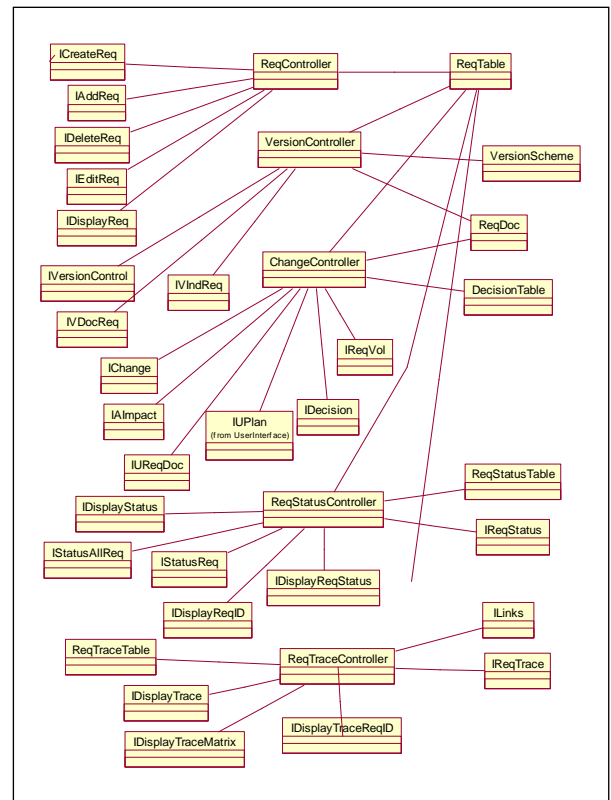 ICreateReq
ReqController
ReqTable
IAddReq
IDeleteReq
VersionController
VersionScheme
IEditReq
IDisplayReq
ReqDoc
ChangeController
IVersionControl
IVIndReq
DecisionTable
IVDocReq
IReqVol
IChange
IAImpact
IUPlan
(from UserInterface)
IDecision
IUReqDoc
ReqStatusTable
IDisplayStatus
ReqStatusController
IReqStatus
IStatusAllReq
IStatusReq
IDisplayReqStatus
IDisplayReqID
ILinks
ReqTraceTable
ReqTraceController
IReqTrace
IDisplayTrace
IDisplayTraceReqID
IDisplayTraceMatrix